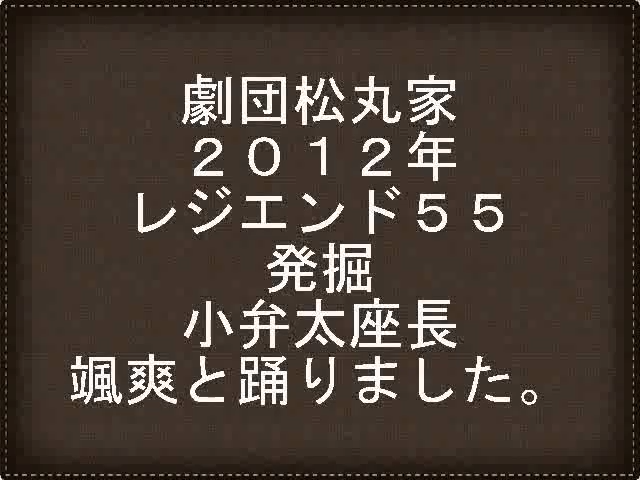 劇団松丸家
２０１２年
レジエンド５５
発掘
小弁太座長
颯爽と踊りました。